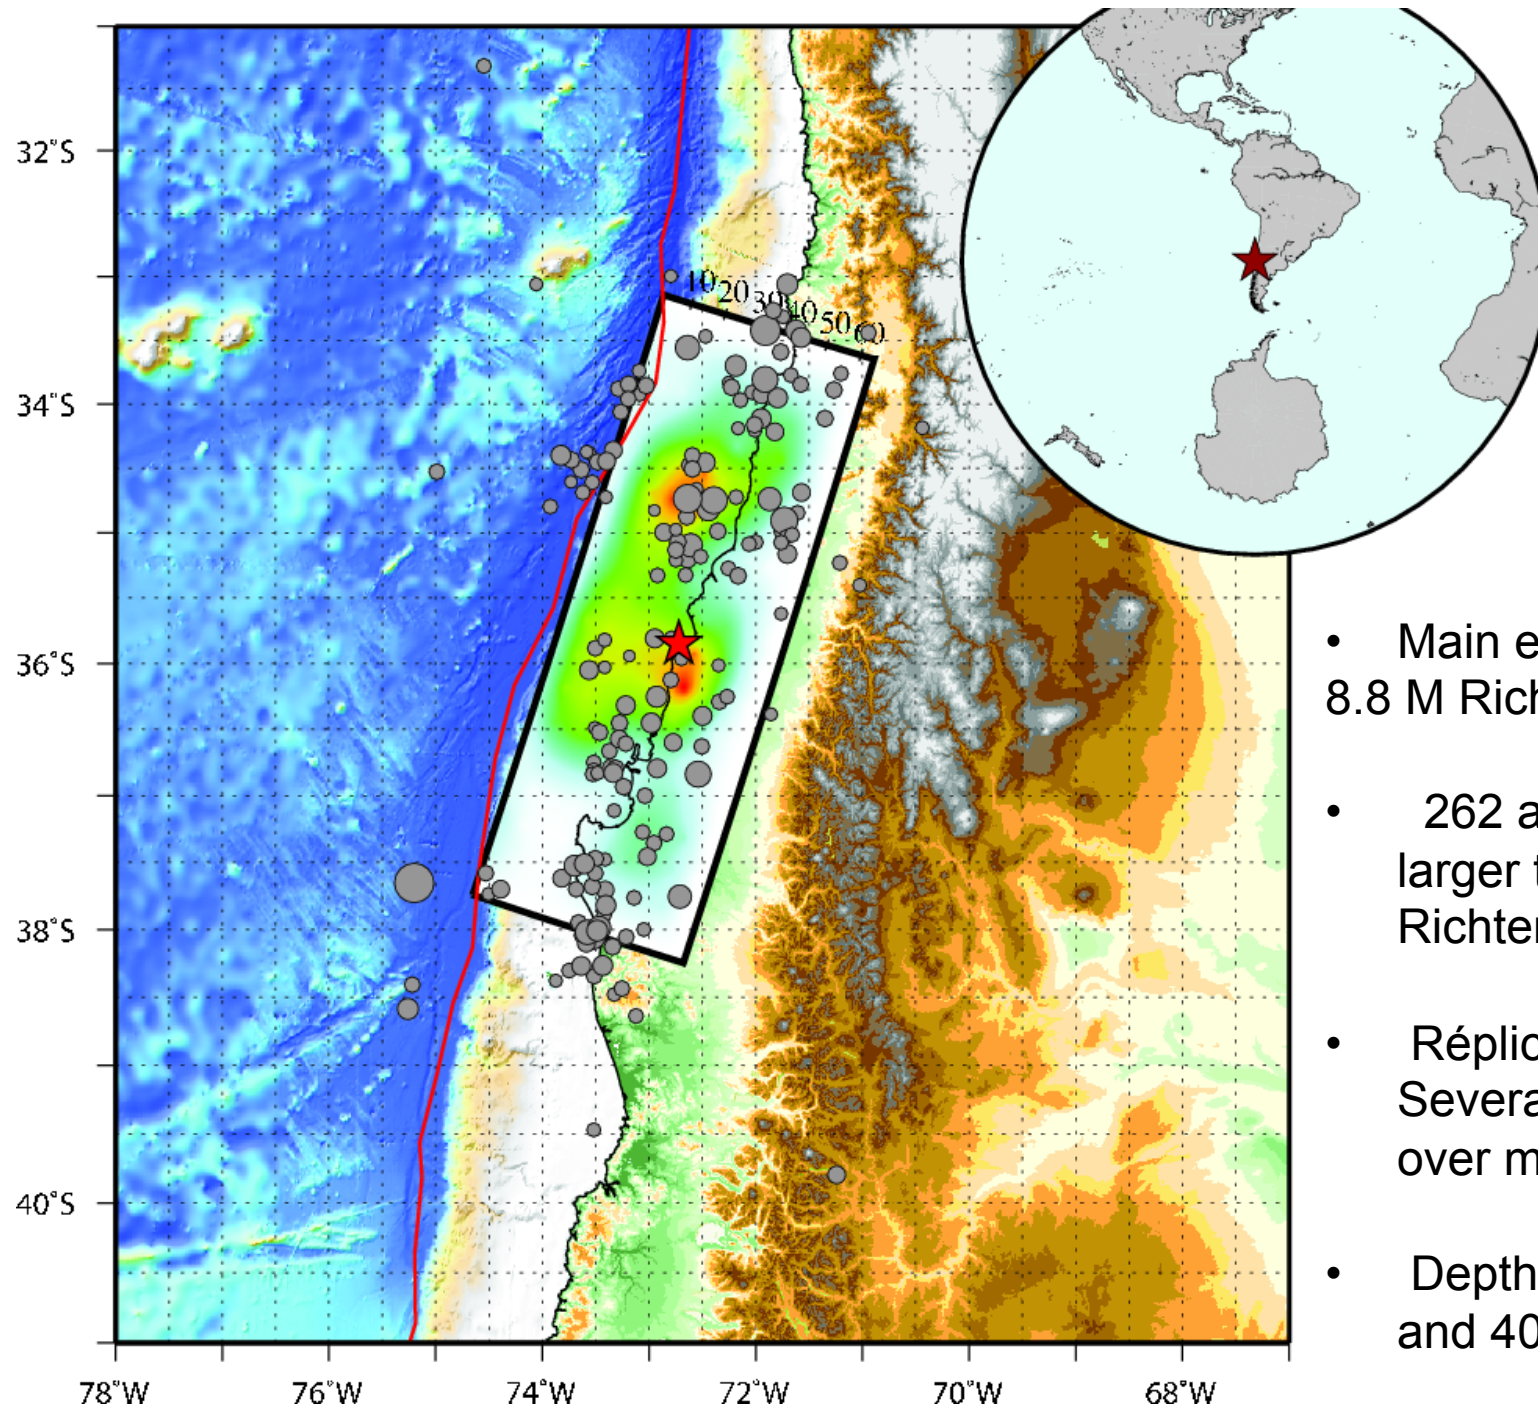 32°S
34°S
36°S
38°S
40°S
78°W
76°W
74°W
72°W
70°W
68°W
10
20
30
40
50
60
• Main e
8.8 M Rich
• 262 a
larger t
Richter
• Réplic
Severa
over m
• Depth
and 40